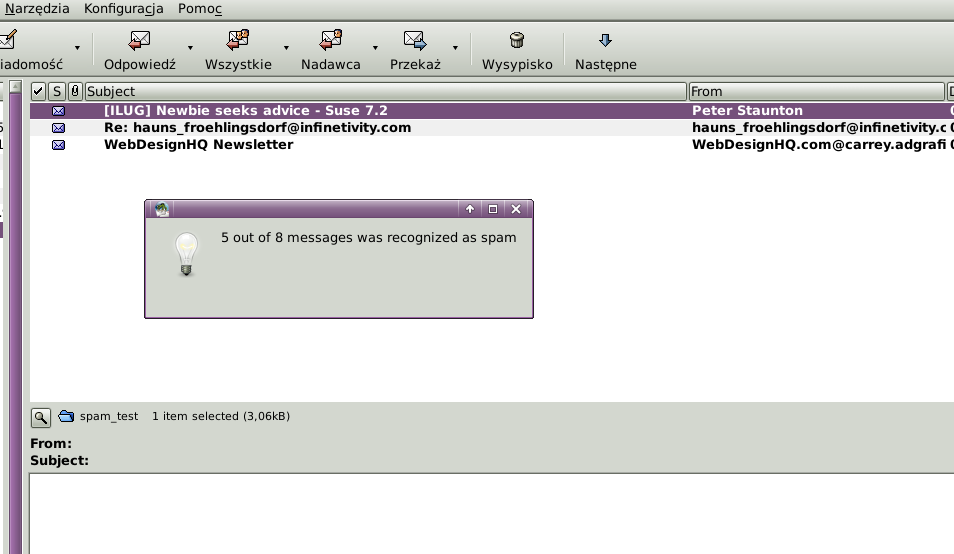 Narzędzia Konfiguracja Pomoc
iadomość Odpowiedź Wszystkie Nadawca Przekaż Wysypisko Następne
S Subject From
[ILUG] Newbie seeks advice - Suse 7.2 Peter Staunton
Re: hauns_froehlingsdorf@infinetivity.com hauns_froehlingsdorf@infinetivity.c
WebDesignHQ Newsletter WebDesignHQ.com@carrey.adgrafi
5 out of 8 messages was recognized as spam
spam_test 1 item selected (3,06kB)
From:
Subject: